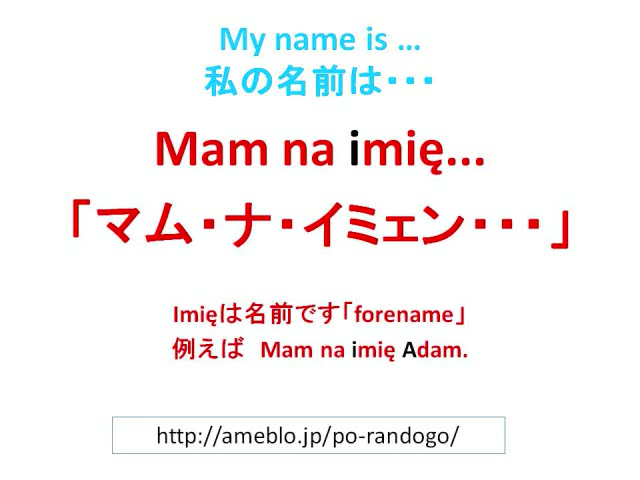 My name is ...
私の名前は・・・
Mam na imię...
「マム・ナ・イミェン・・・」
Imięは名前です「forename」
例えば　Mam na imię Adam.
http://ameblo.jp/po-randogo/